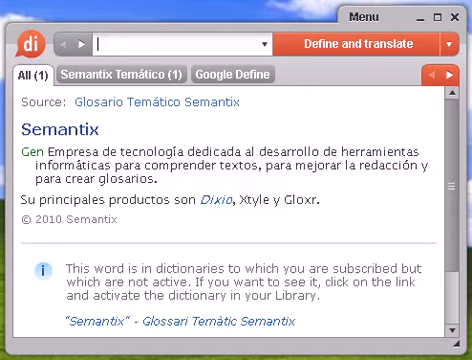 Menu
di
Define and translate
All (1)
Semantix Temático (1)
Google Define
Source: Glosario Temático Semantix
Semantix
Gen Empresa de tecnología dedicada al desarrollo de herramientas
informáticas para comprender textos, para mejorar la redacción y
para crear glosarios.
Su principales productos son Dixio, Xtyle y Gloxr.
© 2010 Semantix
i
This word is in dictionaries to which you are subscribed but
which are not active. If you want to see it, click on the link
and activate the dictionary in your Library.
"Semantix" - Glossari Temàtic Semantix